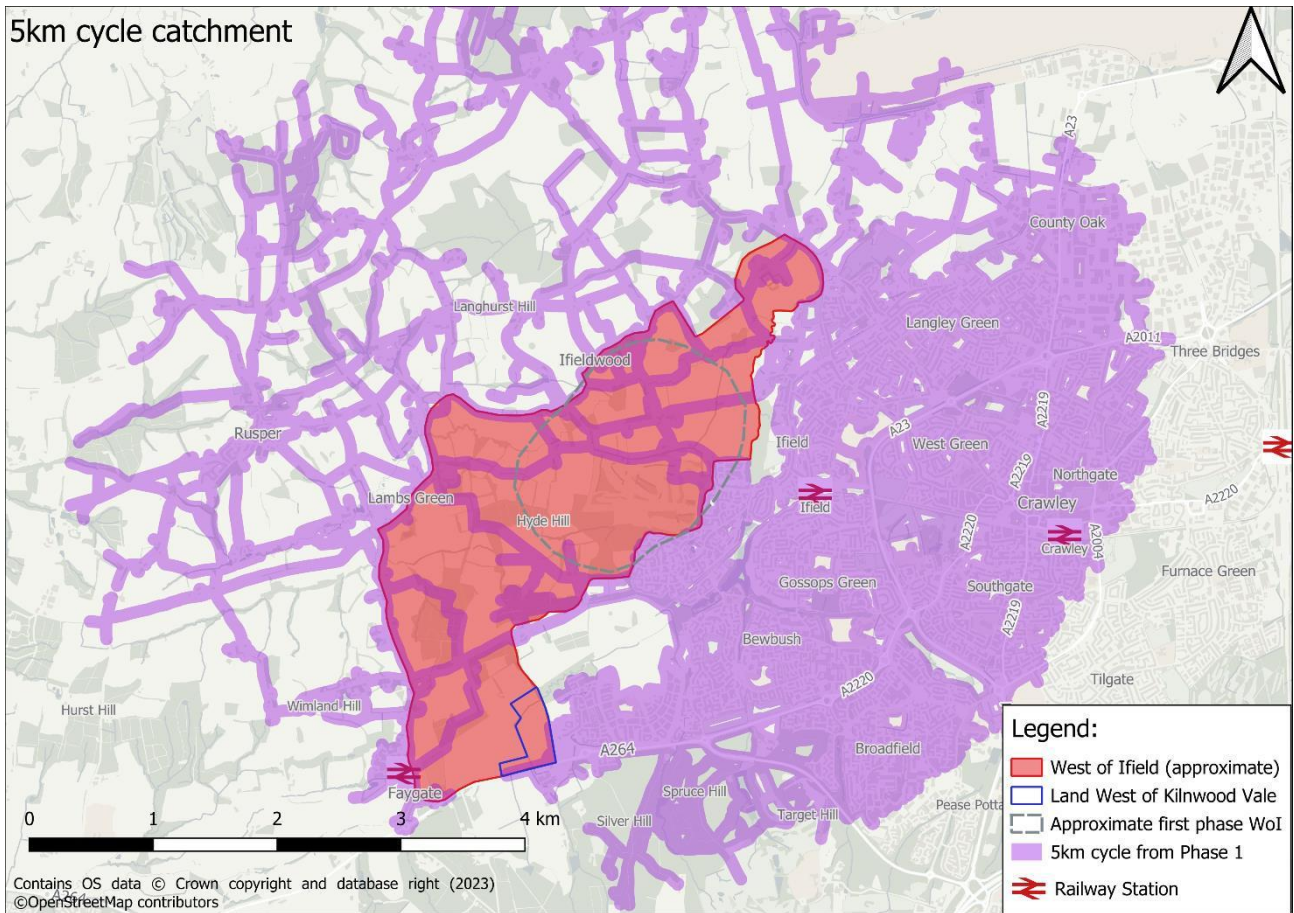 5km cycle catchment
A23
County Oak
Langhurst Hill
Langley Green
A2011
Three Bridges
Ifieldwood
A2219
A23
Rusper
Ifield
West Green
A2219
Northgate
Lambs Green
Ifield
Crawley
A2220
Hyde Hill
A2220
Crawley
A2004
Furnace Green
Gossops Green
Southgate
A2219
Bewbush
Tilgate
A2220
Hurst Hill
Wimland Hill
A264
Broadfield
Faygate
Spruce Hill
Silver Hill
Target Hill
Pease Potta
0 1 2 3 4 km
Legend:
West of Ifield (approximate)
Land West of Kilnwood Vale
Approximate first phase WoI
5km cycle from Phase 1
Railway Station
Contains OS data © Crown copyright and database right (2023)
A264
©OpenStreetMap contributors